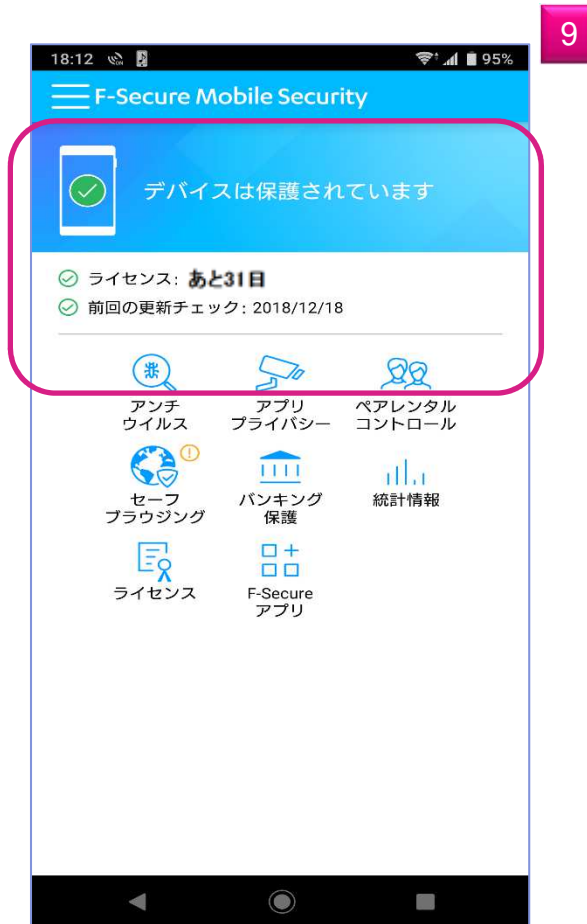 9
18:12 95%
F-Secure Mobile Security
デバイスは保護されています
ライセンス: あと31日
前回の更新チェック: 2018/12/18
アンチ
ウイルス
アプリ
プライバシー
ペアレンタル
コントロール
セーフ
ブラウジング
バンキング
保護
統計情報
ライセンス
F-Secure
アプリ